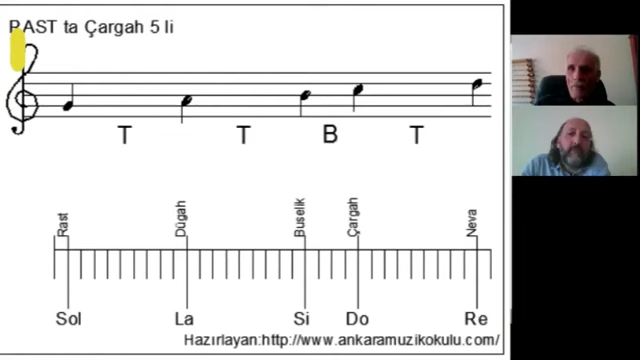 RAST ta Çargah 5 li
T T B T
Rast Dügah Buselik Çargah Neva
Sol La Si Do Re
Hazırlayan:http://www.ankaramuzikokulu.com/